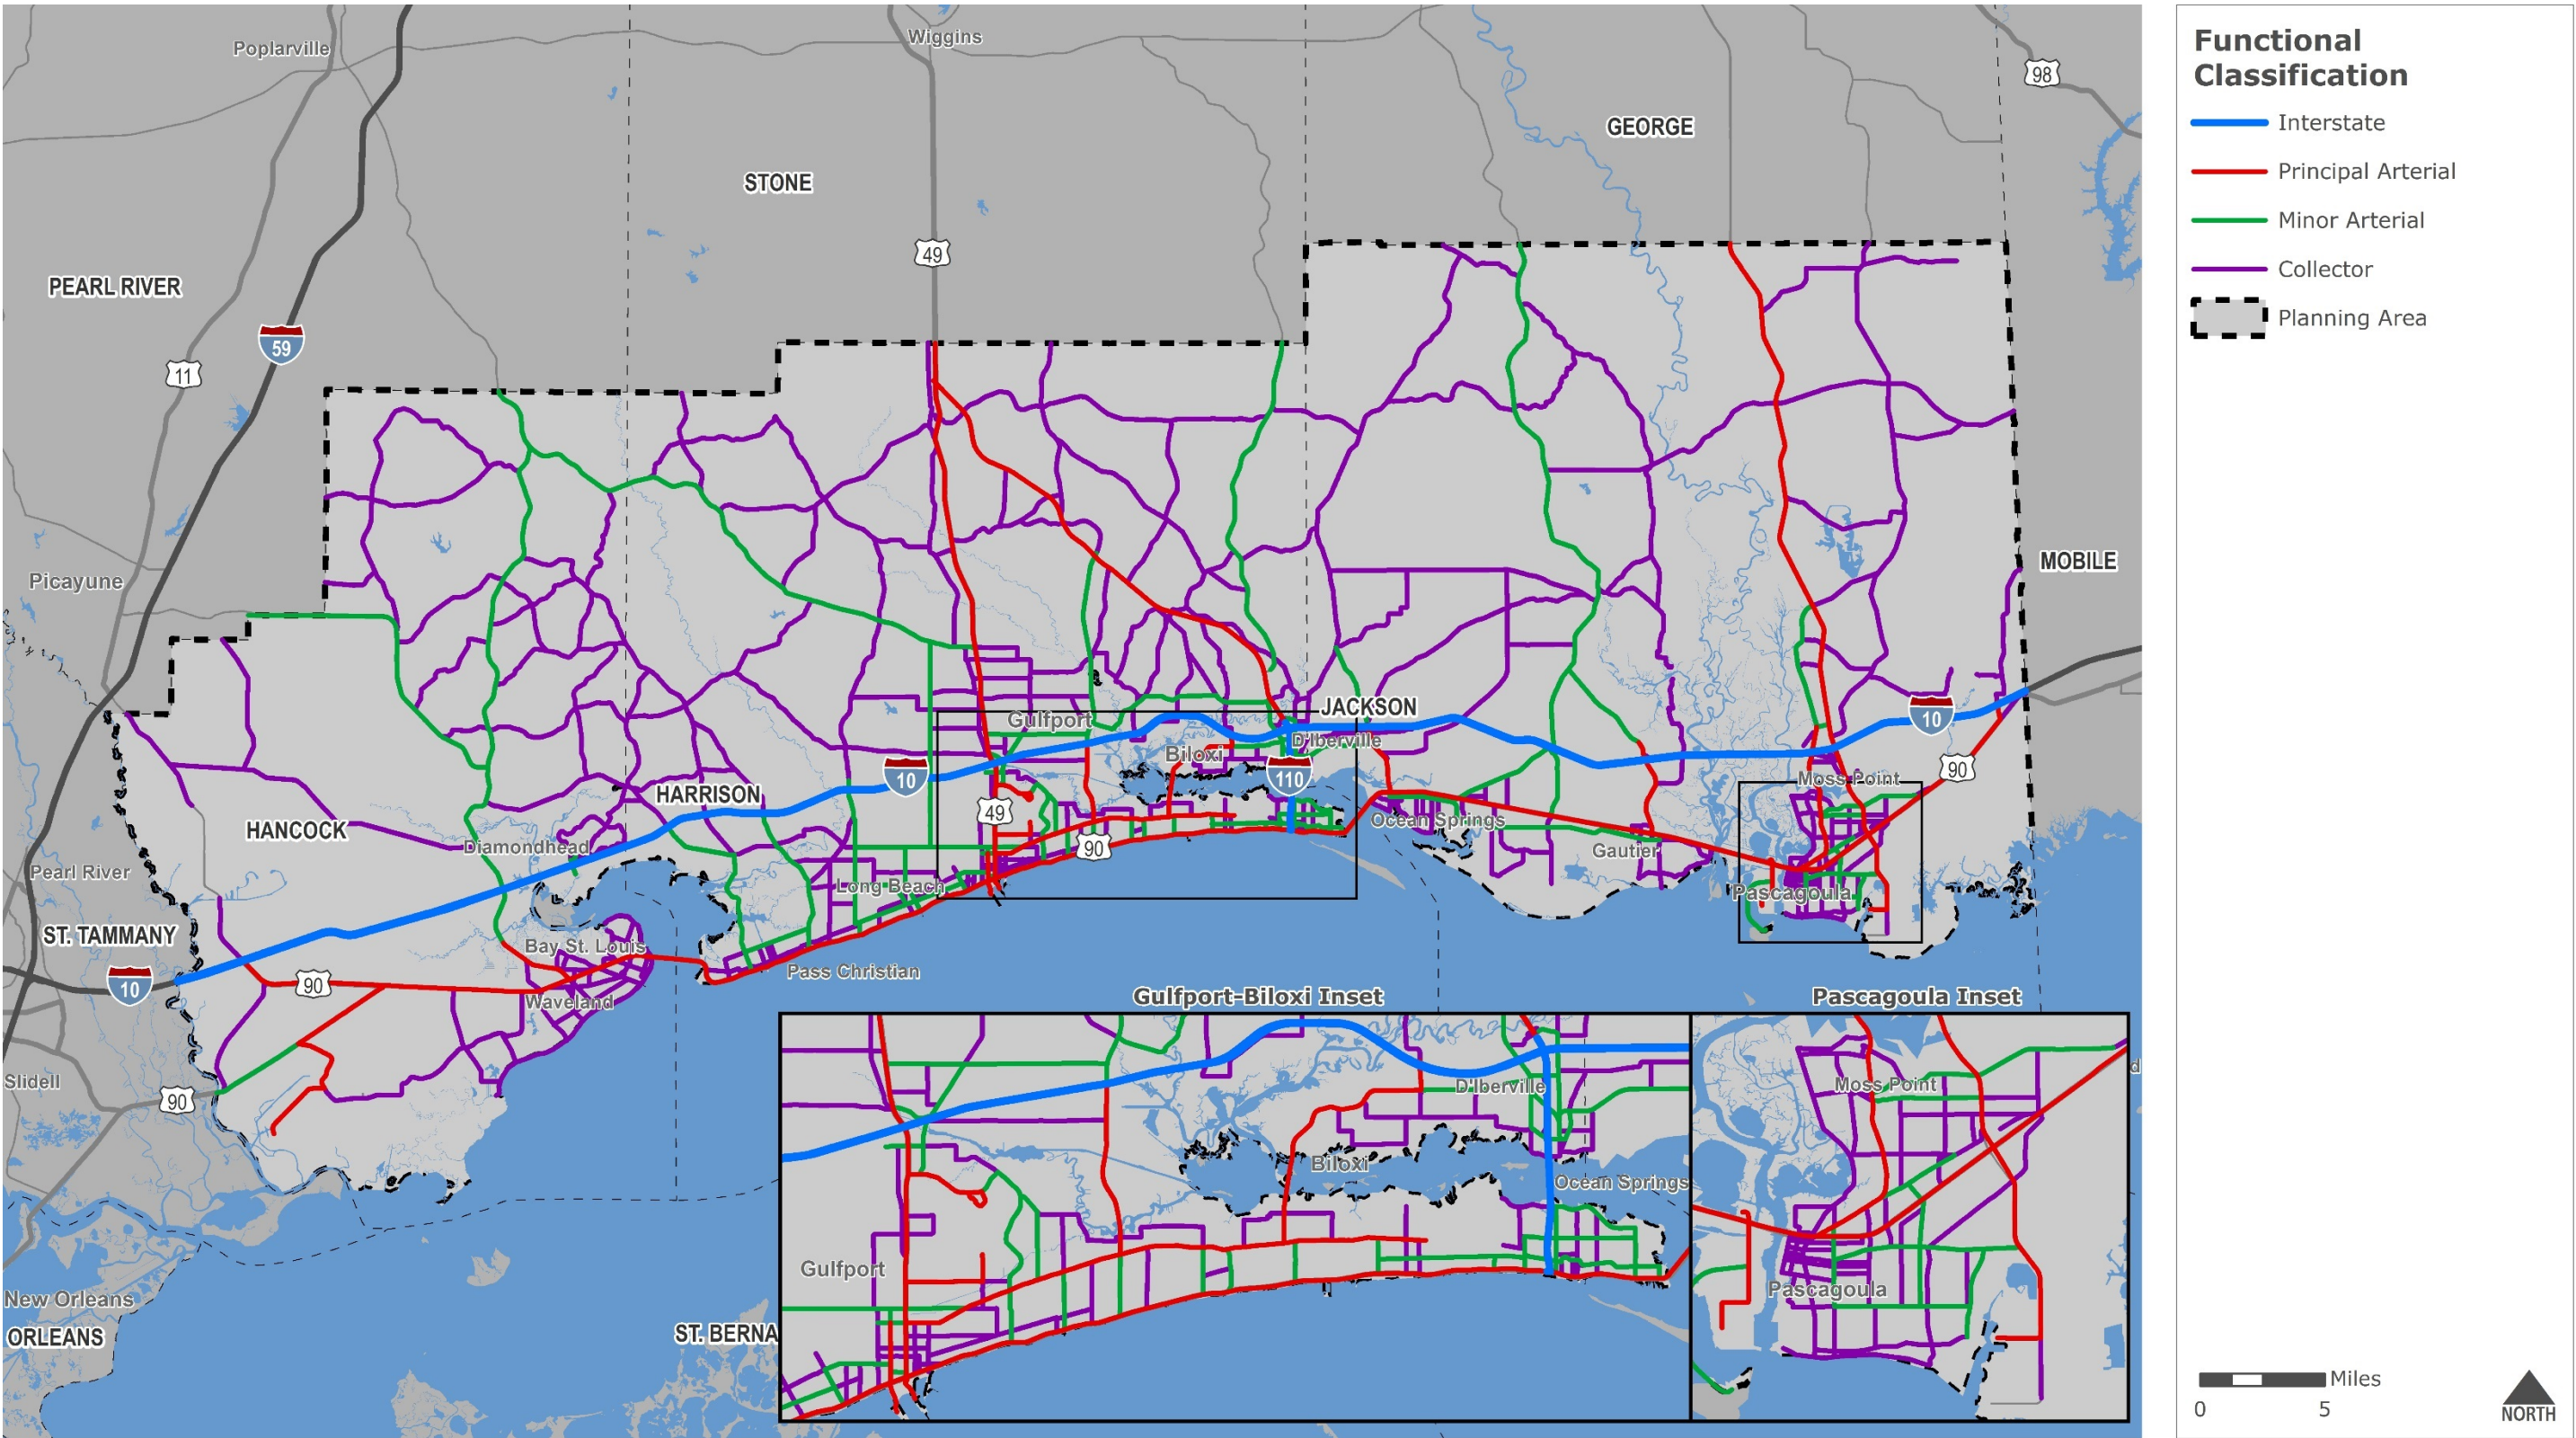 Poplarville
Wiggins
98
GEORGE
STONE
49
PEARL RIVER
59
11
MOBILE
Picayune
JACKSON
Gulfport
10
D'Iberville
Biloxi
90
10
110
Moss Point
HARRISON
49
Ocean Springs
HANCOCK
Diamondhead
90
Gautier
Pearl River
Long Beach
Pascagoula
ST. TAMMANY
Bay St. Louis
Pass Christian
10
90
Waveland
Slidell
90
New Orleans
ORLEANS
ST. BERNA
Gulfport-Biloxi Inset
D'Iberville
Biloxi
Ocean Springs
Gulfport
Pascagoula Inset
Moss Point
d
Pascagoula
Functional
Classification
Interstate
Principal Arterial
Minor Arterial
Collector
Planning Area
Miles
0 5
NORTH